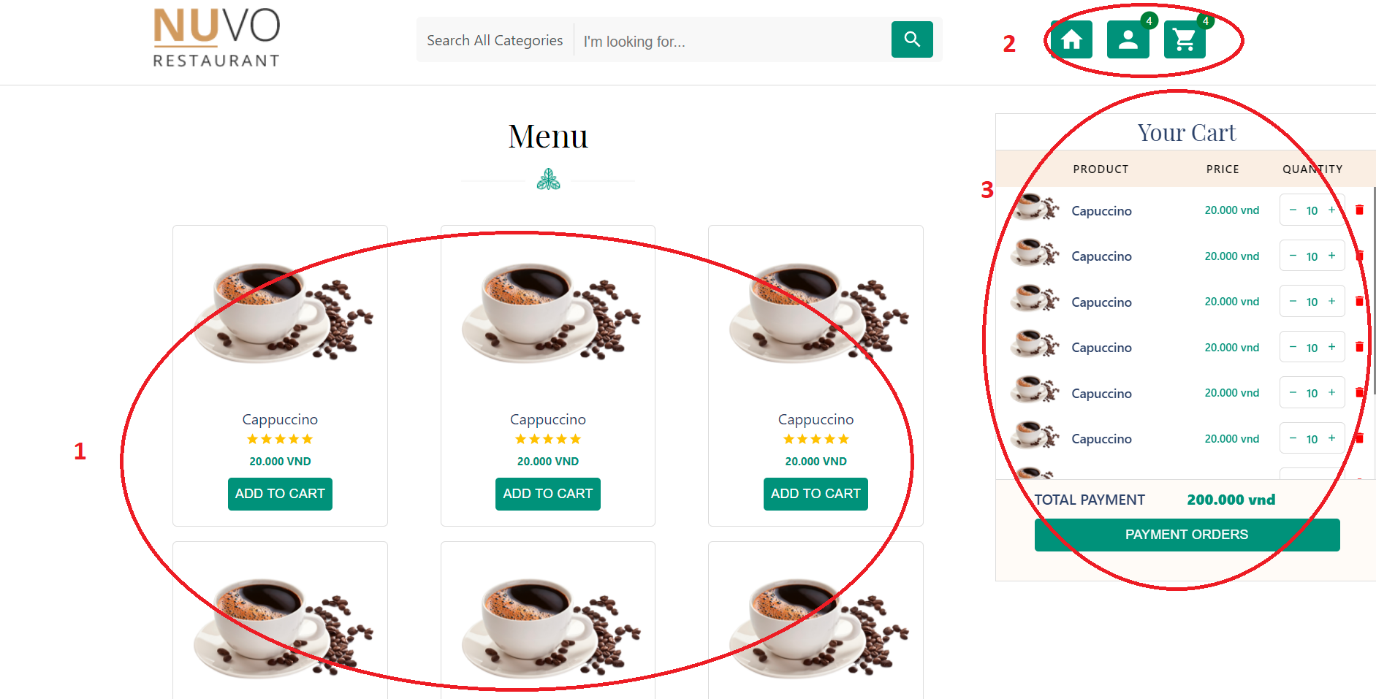 NUVO
RESTAURANT
Search All Categories I'm looking for...
2
4
4
Menu
1
Cappuccino
20.000 VND
ADD TO CART
Cappuccino
20.000 VND
ADD TO CART
Cappuccino
20.000 VND
ADD TO CART
3
Your Cart
PRODUCT PRICE QUANTITY
Capuccino 20.000 vnd − 10 +
Capuccino 20.000 vnd − 10 +
Capuccino 20.000 vnd − 10 +
Capuccino 20.000 vnd − 10 +
Capuccino 20.000 vnd − 10 +
Capuccino 20.000 vnd − 10 +
TOTAL PAYMENT 200.000 vnd
PAYMENT ORDERS